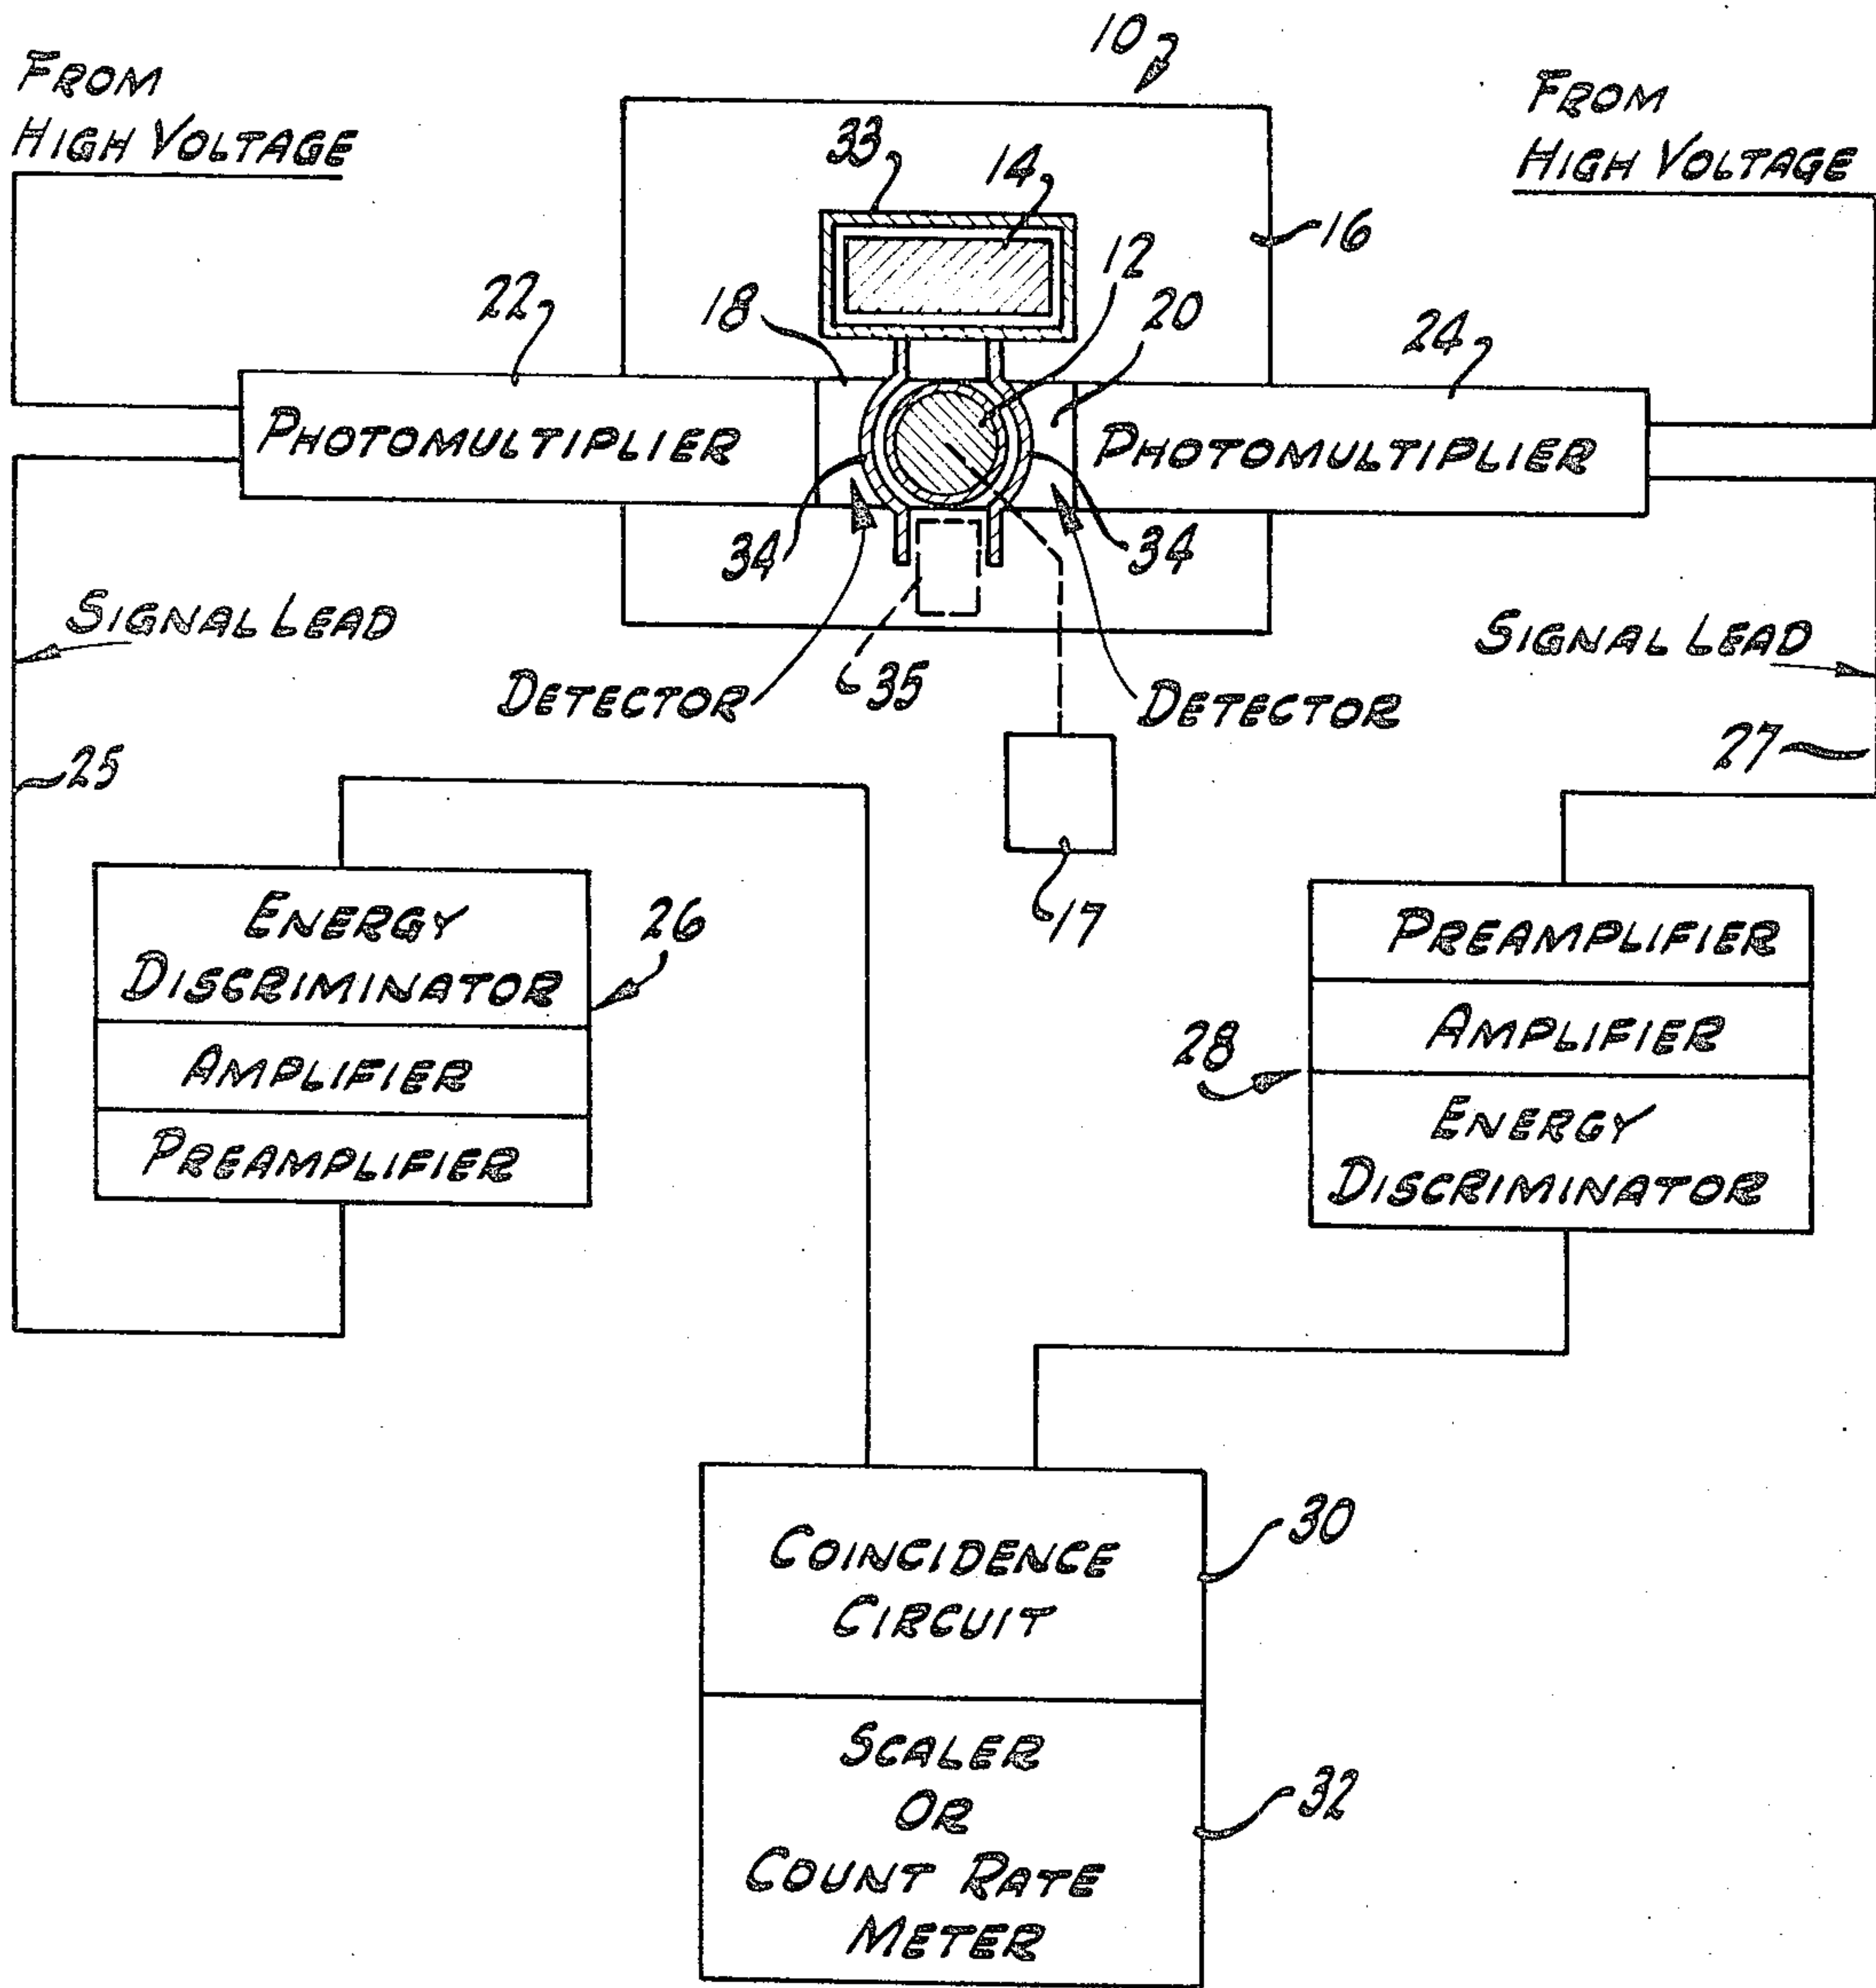 10
FROM
HIGH VOLTAGE
FROM
HIGH VOLTAGE
33
14
16
12
22
18
20
24
PHOTOMULTIPLIER
PHOTOMULTIPLIER
34
34
SIGNAL LEAD
SIGNAL LEAD
DETECTOR
35
DETECTOR
25
27
17
ENERGY
DISCRIMINATOR
AMPLIFIER
PREAMPLIFIER
26
PREAMPLIFIER
AMPLIFIER
ENERGY
DISCRIMINATOR
28
COINCIDENCE
CIRCUIT
30
SCALER
OR
COUNT RATE
METER
32